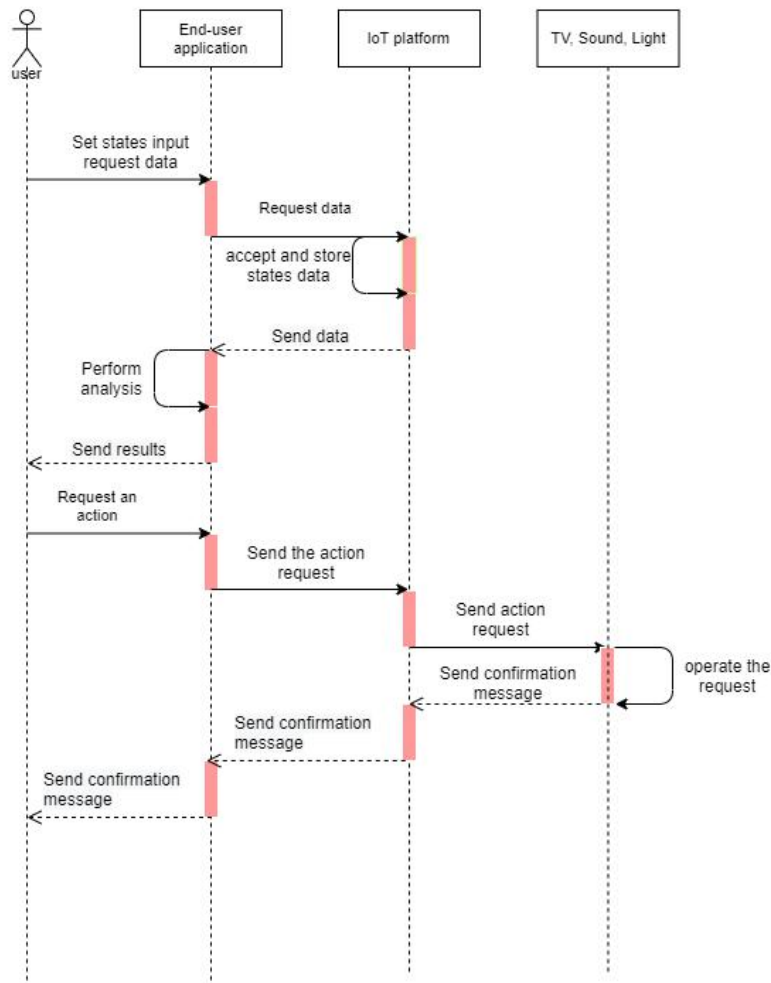 user
End-user
application
IoT platform
TV, Sound, Light
Set states input
request data
Request data
accept and store
states data
Send data
Perform
analysis
Send results
Request an
action
Send the action
request
Send action
request
operate the
request
Send confirmation
message
Send confirmation
message
Send confirmation
message